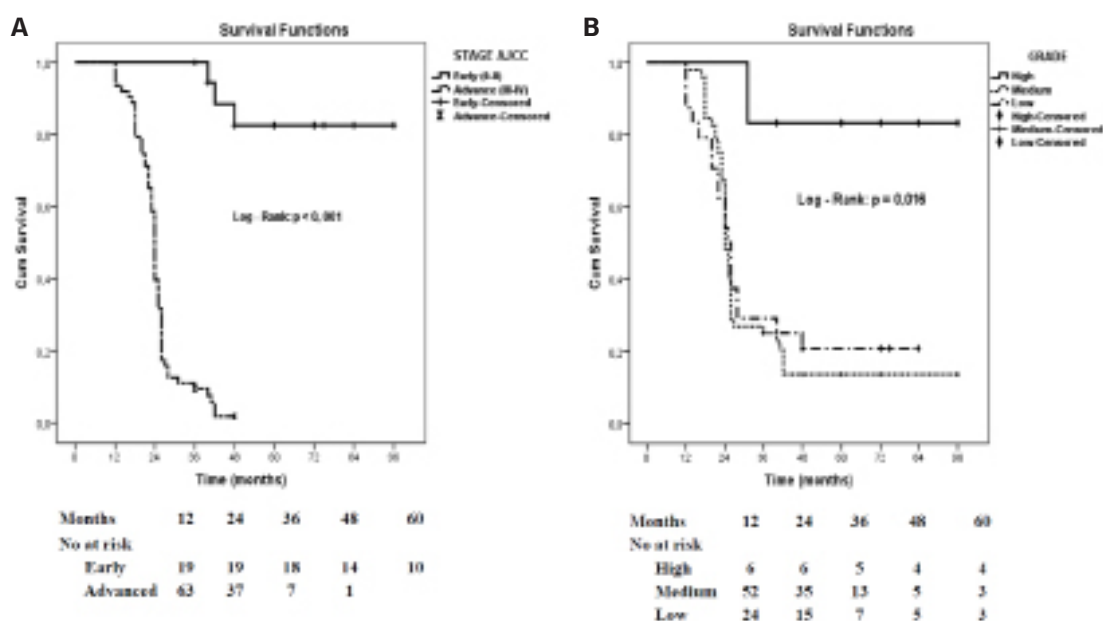 A
Survival Functions
STAGE AJCC
Early (I-II)
Advance (III-IV)
Early-Censored
Advance-Censored
Log - Rank: p < 0,001
Cum Survival
1,0
0,8
0,6
0,4
0,2
0,0
0 12 24 36 48 60 72 84 96
Time (months)
Months 12 24 36 48 60
No at risk
Early 19 19 18 14 10
Advanced 63 37 7 1
B
Survival Functions
GRADE
High
Medium
Low
High-Censored
Medium-Censored
Low-Censored
Log - Rank: p = 0,016
Cum Survival
1,0
0,8
0,6
0,4
0,2
0,0
0 12 24 36 48 60 72 84 96
Time (months)
Months 12 24 36 48 60
No at risk
High 6 6 5 4 4
Medium 52 35 13 5 3
Low 24 15 7 5 3